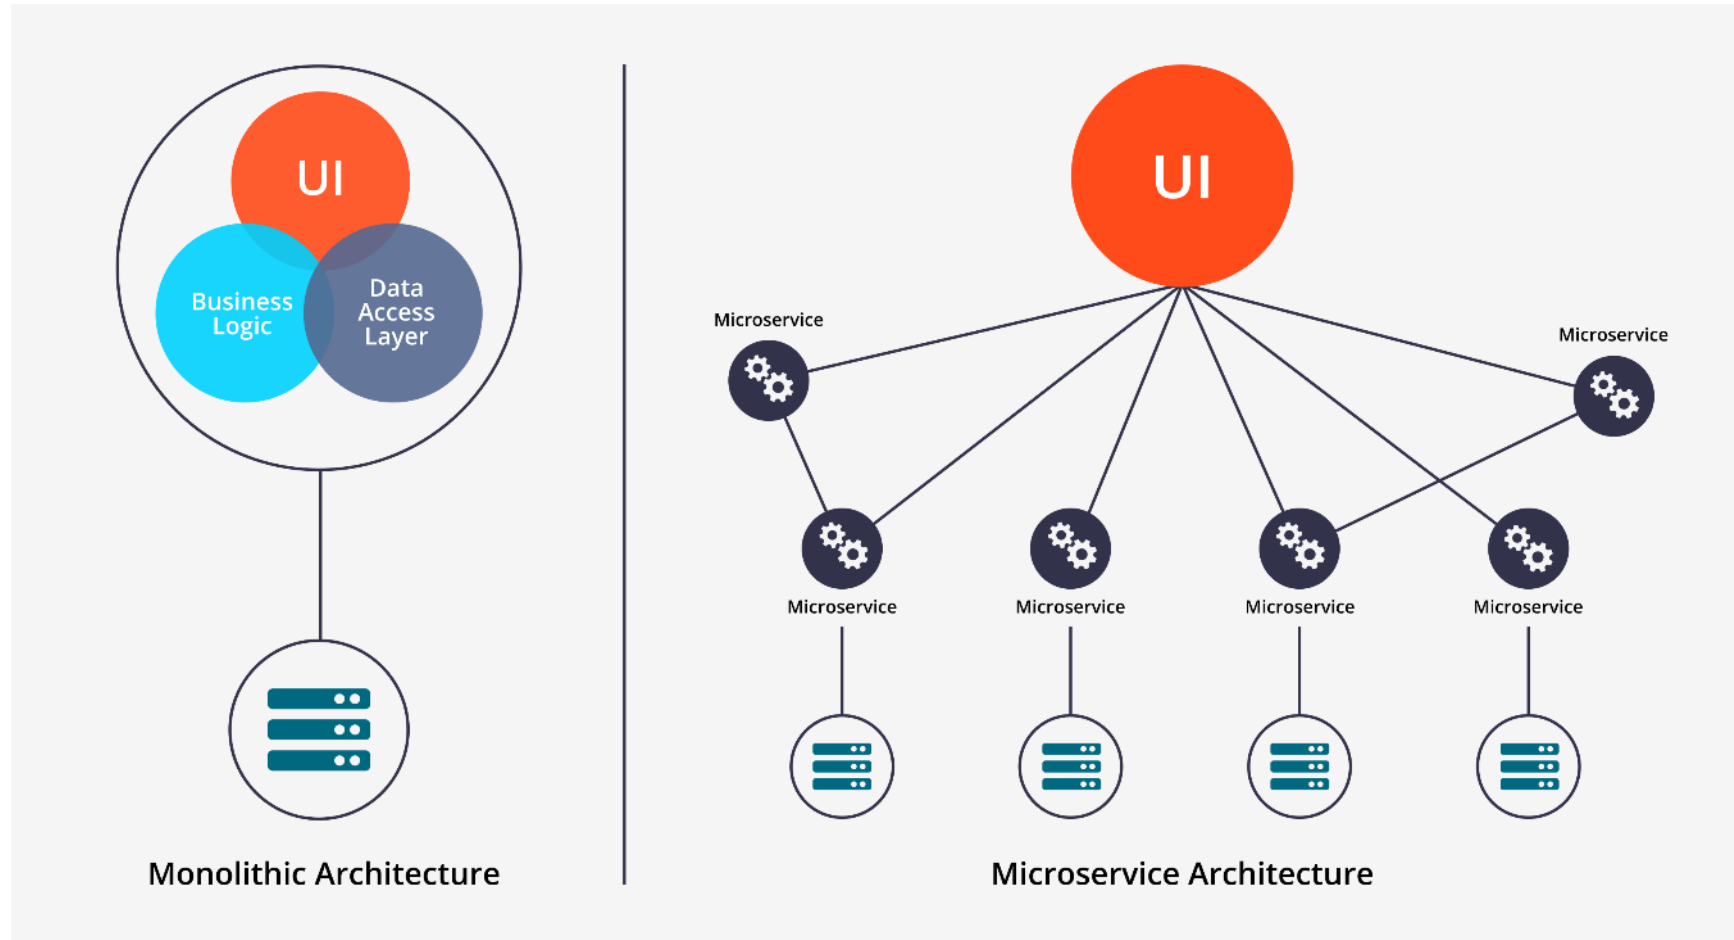 UI
Business
Logic
Data
Access
Layer
Monolithic Architecture
UI
Microservice
Microservice
Microservice
Microservice
Microservice
Microservice
Microservice Architecture